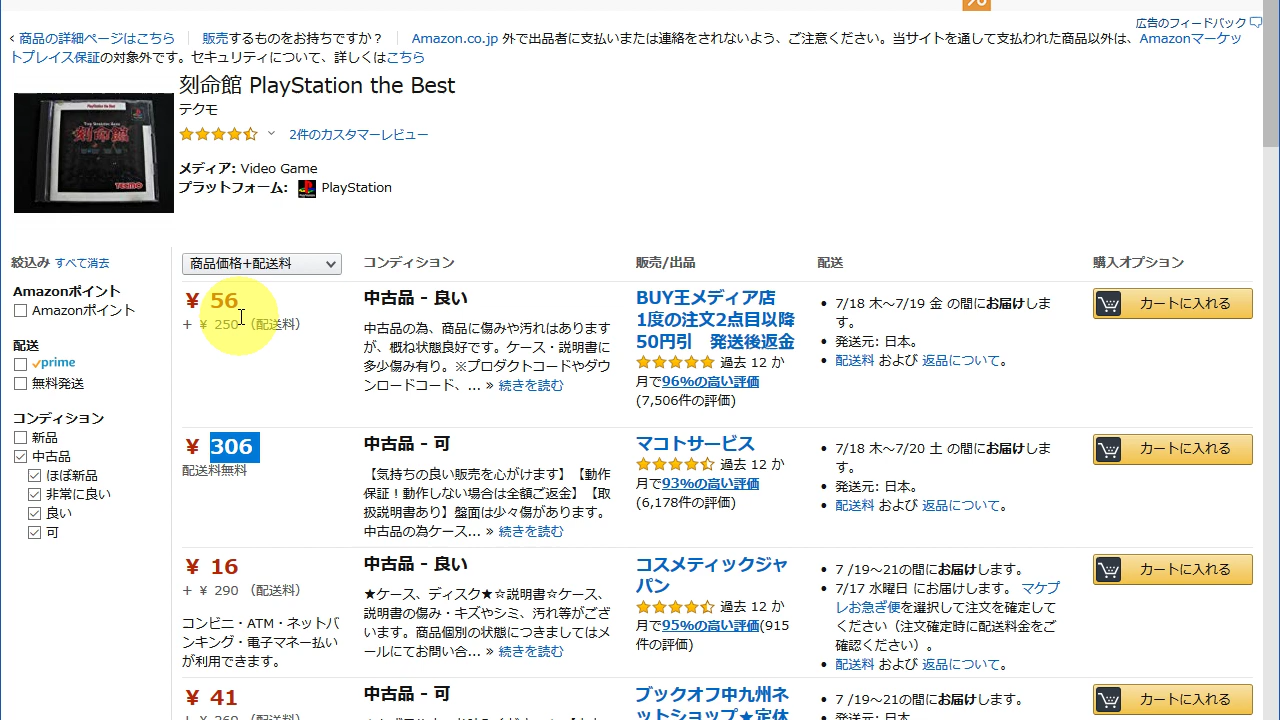 広告のフィードバック
‹ 商品の詳細ページはこちら 販売するものをお持ちですか？ Amazon.co.jp 外で出品者に支払いまたは連絡をされないよう、ご注意ください。当サイトを通して支払われた商品以外は、Amazonマーケッ
トプレイス保証の対象外です。セキュリティについて、詳しくはこちら
刻命館 PlayStation the Best
テクモ
2件のカスタマーレビュー
メディア: Video Game
プラットフォーム: PlayStation
PlayStation the Best
刻命館
TECMO
絞込み すべて消去
Amazonポイント
Amazonポイント
配送
prime
無料発送
コンディション
新品
中古品
ほぼ新品
非常に良い
良い
可
商品価格+配送料 コンディション 販売/出品 配送 購入オプション
￥ 56
+ ￥ 250 （配送料）
中古品 - 良い
中古品の為、商品に傷みや汚れはあります
が、概ね状態良好です。ケース・説明書に
多少傷み有り。※プロダクトコードやダウ
ンロードコード、... » 続きを読む
BUY王メディア店
1度の注文2点目以降
50円引 発送後返金
過去 12 か
月で96%の高い評価
(7,506件の評価)
• 7/18 木～7/19 金 の間にお届けしま
す。
• 発送元: 日本。
• 配送料 および 返品について。
カートに入れる
￥ 306
配送料無料
中古品 - 可
【気持ちの良い販売を心がけます】【動作
保証！動作しない場合は全額ご返金】【取
扱説明書あり】盤面は少々傷があります。
中古品の為ケース... » 続きを読む
マコトサービス
過去 12 か
月で93%の高い評価
(6,178件の評価)
• 7/18 木～7/20 土 の間にお届けしま
す。
• 発送元: 日本。
• 配送料 および 返品について。
カートに入れる
￥ 16
+ ￥ 290 （配送料）
コンビニ・ATM・ネットバ
ンキング・電子マネー払い
が利用できます。
中古品 - 良い
★ケース、ディスク★☆説明書☆ケース、
説明書の傷み・キズやシミ、汚れ等がござ
います。商品個別の状態につきましてはメ
ールにてお問い合... » 続きを読む
コスメティックジャ
パン
過去 12 か
月で95%の高い評価(915
件の評価)
• 7 /19～21の間にお届けします。
• 7/17 水曜日 にお届けします。 マケプ
レお急ぎ便を選択して注文を確定して
ください（注文確定時に配送料金をご
確認ください）。
• 配送料 および 返品について。
カートに入れる
￥ 41
中古品 - 可
ブックオフ中九州ネ
ットショップ★定休
• 7 /19～21の間にお届けします。
• 発送元: 日本。
カートに入れる